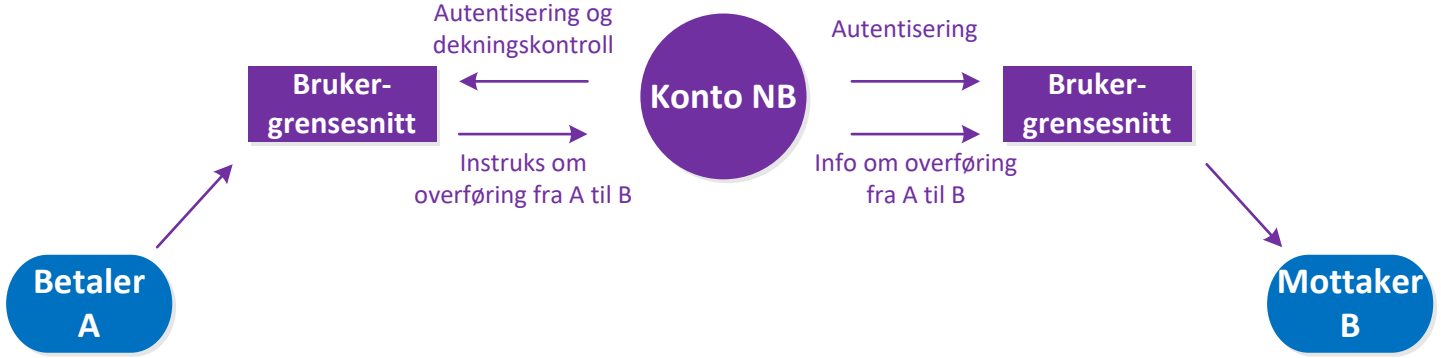 Autentisering og
dekningskontroll
Autentisering
Bruker-
grensesnitt
Konto NB
Bruker-
grensesnitt
Instruks om
overføring fra A til B
Info om overføring
fra A til B
Betaler
A
Mottaker
B